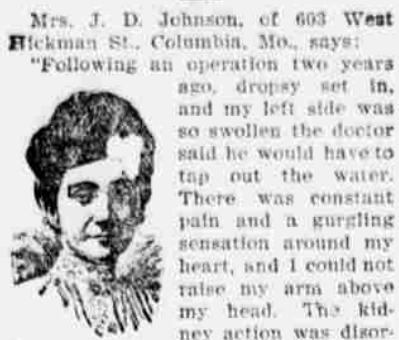 Mrs. J. D. Johnson, of 603 West
Hickman St., Columbia, Mo., says:
"Following an operation two years
ago, dropsy set in,
and my left side was
so swollen the doctor
said he would have to
tap out the water.
There was constant
pain and a gurgling
sensation around my
heart, and I could not
raise my arm above
my head. The kid-
ney action was disor-